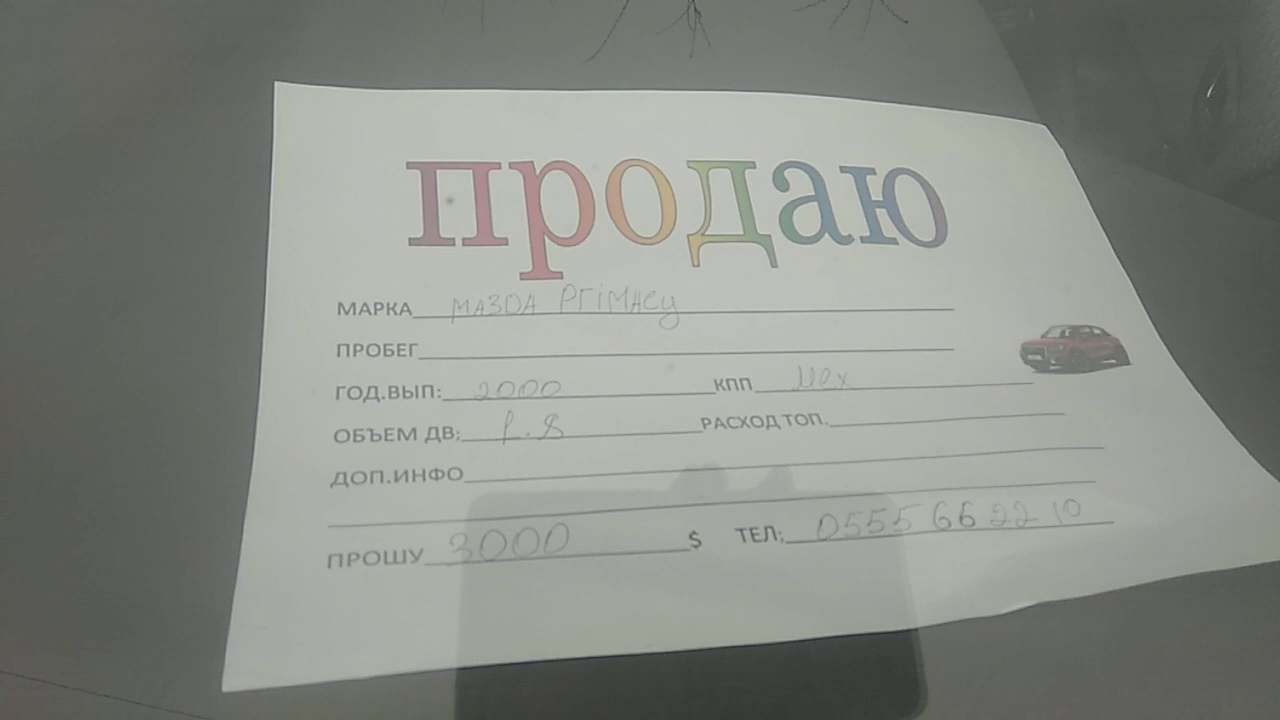 продаю
МАРКА MAЗDA PriMAcy
ПРОБЕГ
ГОД.ВЫП: 2000 КПП Мех
ОБЪЕМ ДВ: 1.8 РАСХОД ТОП.
ДОП.ИНФО
ПРОШУ 3000 $ ТЕЛ: 0555 66 22 10